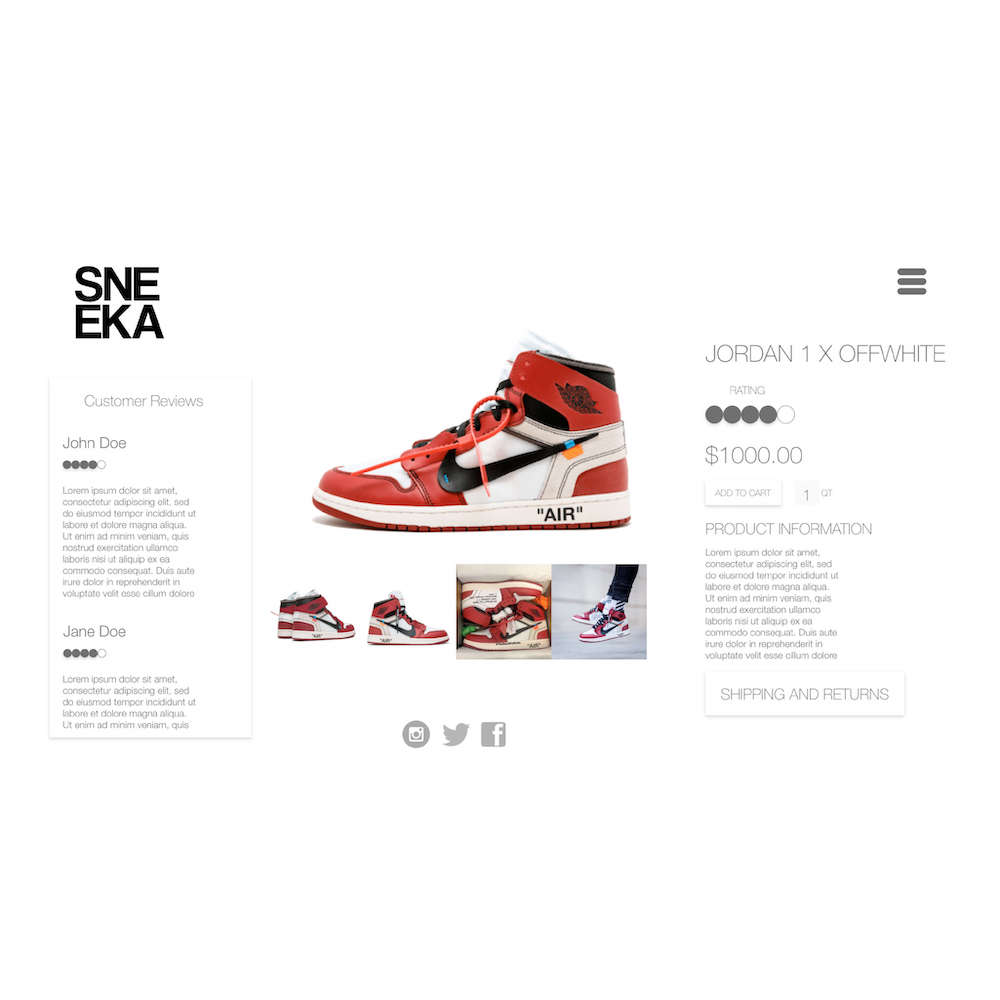 SNE
EKA
Customer Reviews
John Doe
Lorem ipsum dolor sit amet,
consectetur adipiscing elit, sed
do eiusmod tempor incididunt ut
labore et dolore magna aliqua.
Ut enim ad minim veniam, quis
nostrud exercitation ullamco
laboris nisi ut aliquip ex ea
commodo consequat. Duis aute
irure dolor in reprehenderit in
voluptate velit esse cillum dolore
Jane Doe
Lorem ipsum dolor sit amet,
consectetur adipiscing elit, sed
do eiusmod tempor incididunt ut
labore et dolore magna aliqua.
Ut enim ad minim veniam, quis
"AIR"
JORDAN 1 X OFFWHITE
RATING
$1000.00
ADD TO CART 1 QT
PRODUCT INFORMATION
Lorem ipsum dolor sit amet,
consectetur adipiscing elit, sed
do eiusmod tempor incididunt ut
labore et dolore magna aliqua.
Ut enim ad minim veniam, quis
nostrud exercitation ullamco
laboris nisi ut aliquip ex ea
commodo consequat. Duis aute
irure dolor in reprehenderit in
voluptate velit esse cillum dolore
SHIPPING AND RETURNS